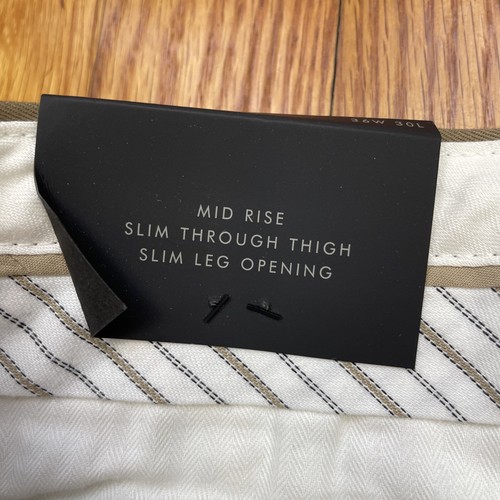 36W 30L
MID RISE
SLIM THROUGH THIGH
SLIM LEG OPENING